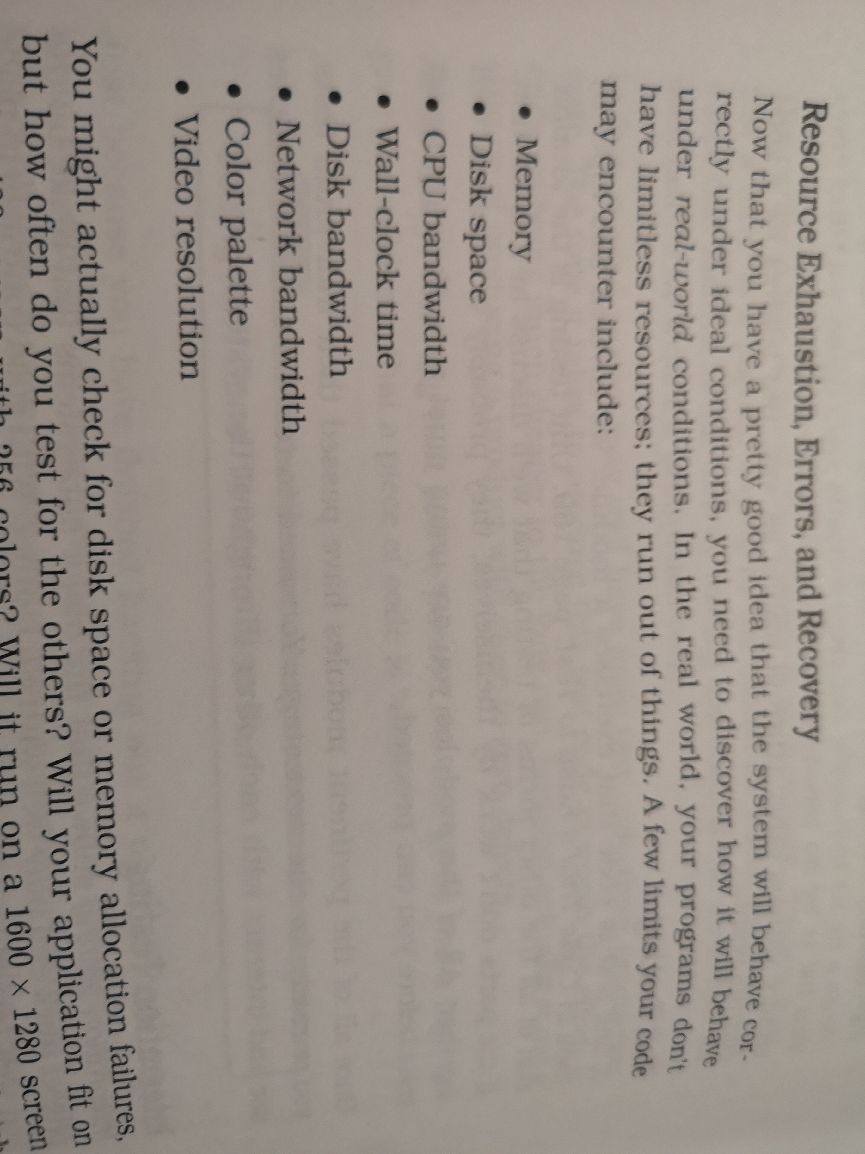 Resource Exhaustion, Errors, and Recovery
Now that you have a pretty good idea that the system will behave cor-
rectly under ideal conditions, you need to discover how it will behave
under real-world conditions. In the real world, your programs don't
have limitless resources; they run out of things. A few limits your code
may encounter include:
• Memory
• Disk space
• CPU bandwidth
• Wall-clock time
• Disk bandwidth
• Network bandwidth
• Color palette
• Video resolution
You might actually check for disk space or memory allocation failures,
but how often do you test for the others? Will your application fit on
with 256 colors? Will it run on a 1600 × 1280 screen